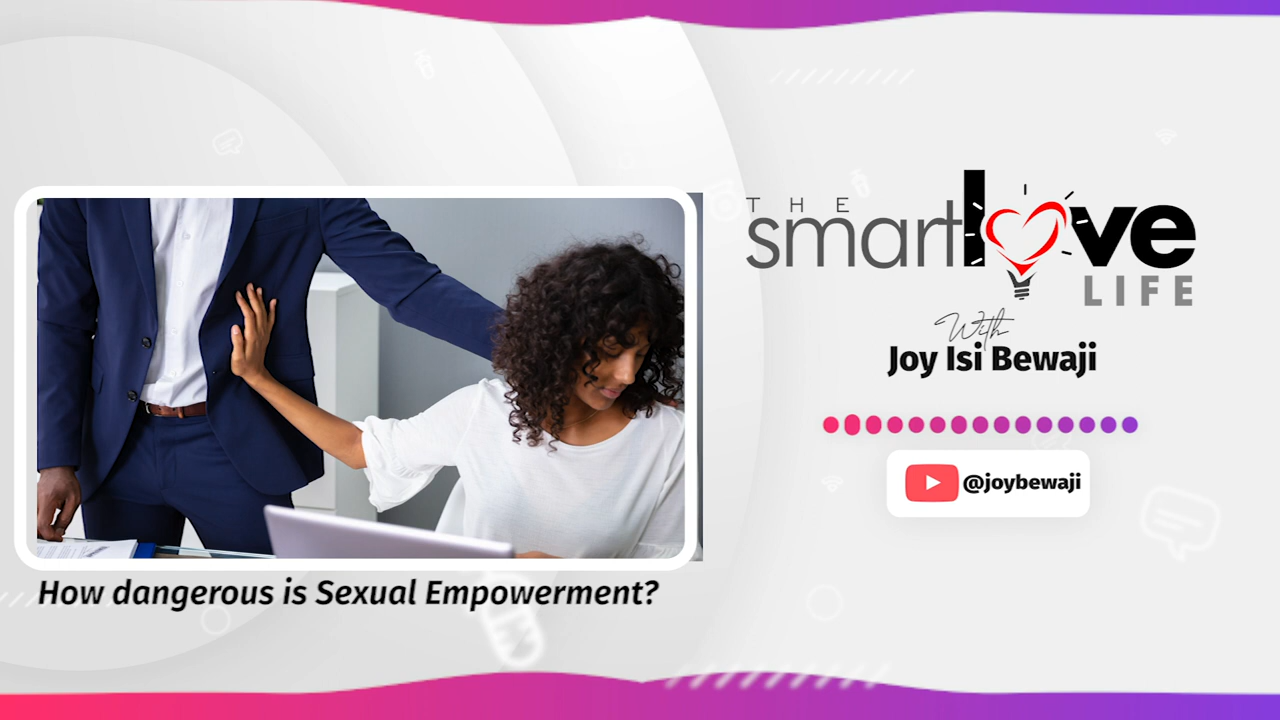 How dangerous is Sexual Empowerment?
THE
smartlove
LIFE
With
Joy Isi Bewaji
@joybewaji